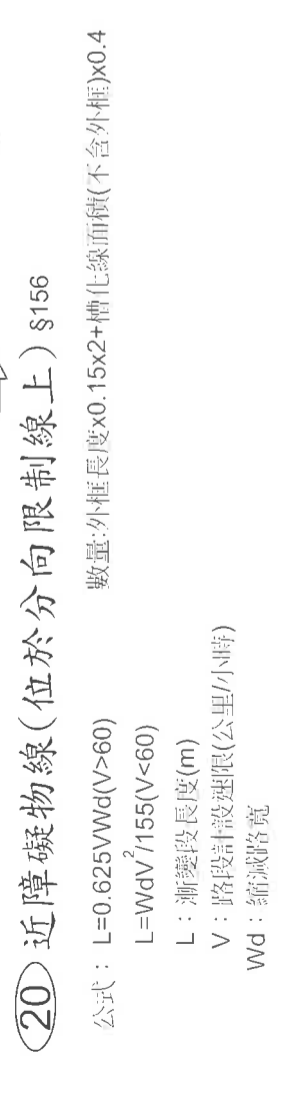 20 近障礙物線(位於分向限制線上) §156
公式： L=0.625VWd(V>60) 數量:外框長度x0.15x2+槽化線面積(不含外框)x0.4
L=WdV²/155(V<60)
L：漸變段長度(m)
V：路段計設速限(公里/小時)
Wd：縮減路寬